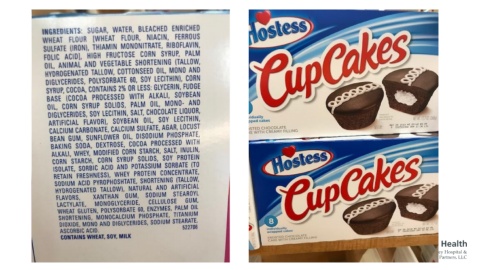 INGREDIENTS: SUGAR, WATER, BLEACHED ENRICHED
WHEAT FLOUR [WHEAT FLOUR, NIACIN, FERROUS
SULFATE (IRON), THIAMIN MONONITRATE, RIBOFLAVIN,
FOLIC ACID], HIGH FRUCTOSE CORN SYRUP, PALM
OIL, ANIMAL AND VEGETABLE SHORTENING (TALLOW,
HYDROGENATED TALLOW, COTTONSEED OIL, MONO AND
DIGLYCERIDES, POLYSORBATE 60, SOY LECITHIN), CORN
SYRUP, COCOA, CONTAINS 2% OR LESS: GLYCERIN, FUDGE
BASE (COCOA PROCESSED WITH ALKALI, SOYBEAN
OIL, CORN SYRUP SOLIDS, PALM OIL, MONO- AND
DIGLYCERIDES, SOY LECITHIN, SALT, CHOCOLATE LIQUOR,
ARTIFICIAL FLAVOR), SOYBEAN OIL, SOY LECITHIN,
CALCIUM CARBONATE, CALCIUM SULFATE, AGAR, LOCUST
BEAN GUM, SUNFLOWER OIL, DISODIUM PHOSPHATE,
BAKING SODA, DEXTROSE, COCOA PROCESSED WITH
ALKALI, WHEY, MODIFIED CORN STARCH, SALT, INULIN,
CORN STARCH, CORN SYRUP SOLIDS, SOY PROTEIN
ISOLATE, SORBIC ACID AND POTASSIUM SORBATE (TO
RETAIN FRESHNESS), WHEY PROTEIN CONCENTRATE,
SODIUM ACID PYROPHOSPHATE, SHORTENING (TALLOW,
HYDROGENATED TALLOW), NATURAL AND ARTIFICIAL
FLAVORS, XANTHAN GUM, SODIUM STEAROYL
LACTYLATE, MONOGLYCERIDE, CELLULOSE GUM,
WHEAT GLUTEN, POLYSORBATE 60, ENZYMES, PALM OIL
SHORTENING, MONOCALCIUM PHOSPHATE, TITANIUM
DIOXIDE, MONO AND DIGLYCERIDES, SODIUM STEARATE,
ASCORBIC ACID.
CONTAINS WHEAT, SOY, MILK
Hostess
CupCakes
Hostess
CupCakes
8
Health
Hospital &
Partners, LLC